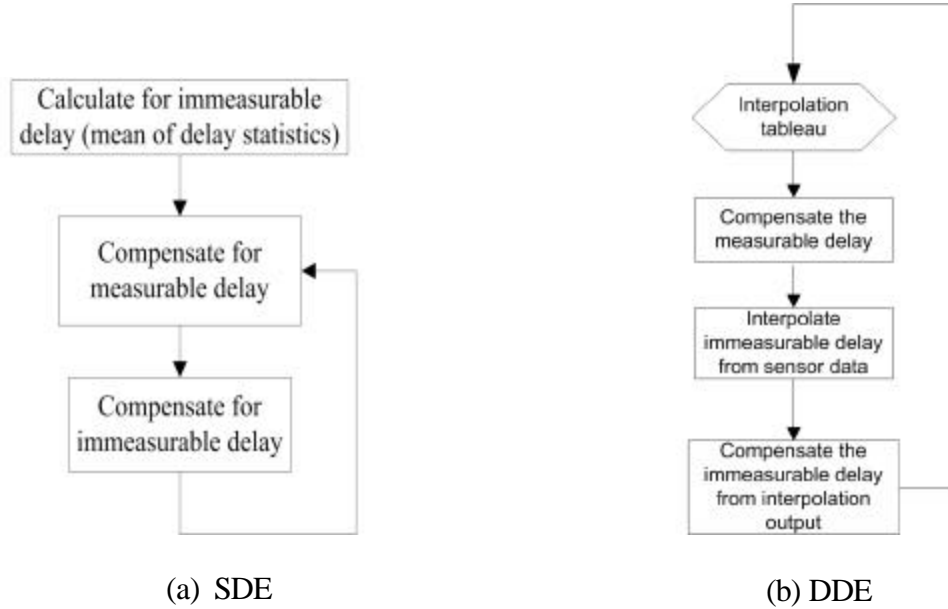 Calculate for immeasurable
delay (mean of delay statistics)
Compensate for
measurable delay
Compensate for
immeasurable delay
(a) SDE
Interpolation
tableau
Compensate the
measurable delay
Interpolate
immeasurable delay
from sensor data
Compensate the
immeasurable delay
from interpolation
output
(b) DDE